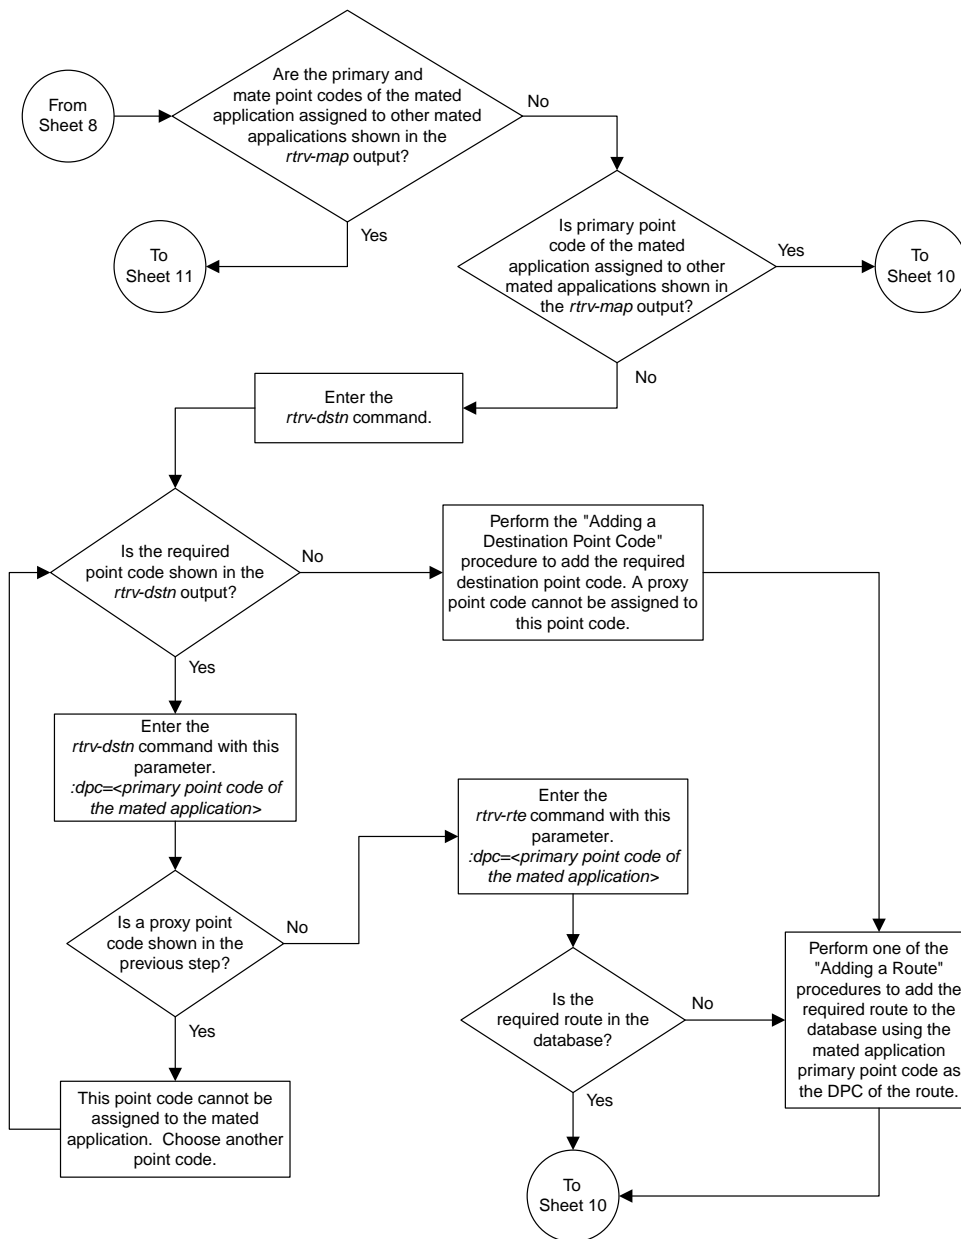 From
Sheet 8
Are the primary and
mate point codes of the mated
application assigned to other mated
appalications shown in the
rtrv-map output?
No
Yes
To
Sheet 11
Is primary point
code of the mated
application assigned to other
mated appalications shown in
the rtrv-map output?
Yes
To
Sheet 10
No
Enter the
rtrv-dstn command.
Is the required
point code shown in the
rtrv-dstn output?
No
Perform the "Adding a
Destination Point Code"
procedure to add the required
destination point code. A proxy
point code cannot be assigned to
this point code.
Yes
Enter the
rtrv-dstn command with this
parameter.
:dpc=<primary point code of
the mated application>
Is a proxy point
code shown in the
previous step?
No
Enter the
rtrv-rte command with this
parameter.
:dpc=<primary point code of
the mated application>
Yes
This point code cannot be
assigned to the mated
application.  Choose another
point code.
Is the
required route in the
database?
No
Perform one of the
"Adding a Route"
procedures to add the
required route to the
database using the
mated application
primary point code as
the DPC of the route.
Yes
To
Sheet 10